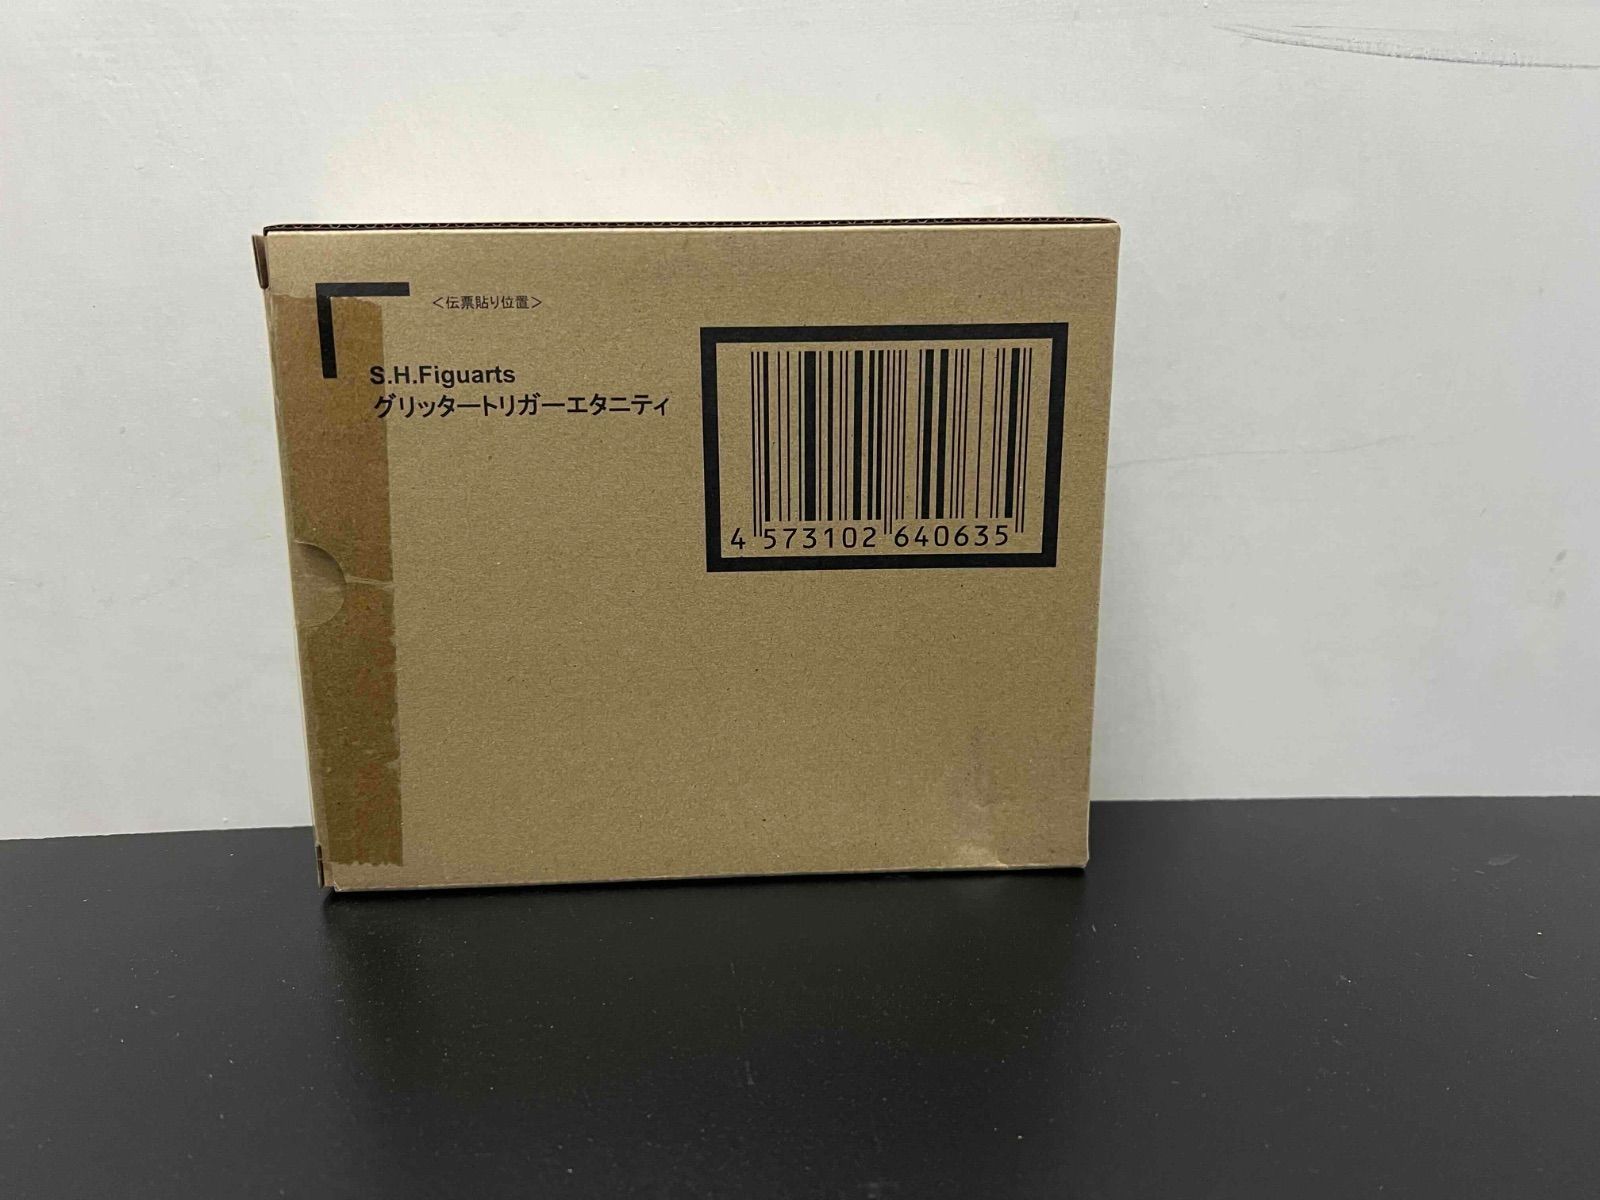 ＜伝票貼り位置＞
S.H.Figuarts
グリッタートリガーエタニティ
4 573102 640635